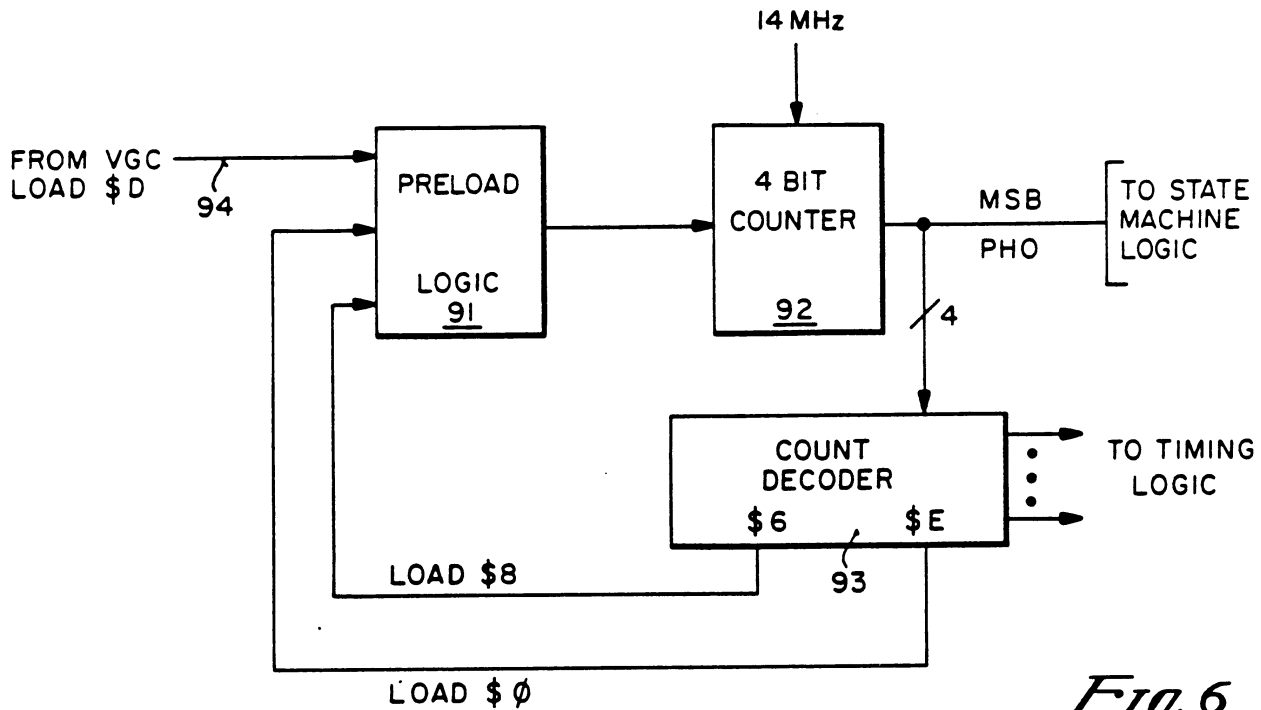 14 MHz
FROM VGC
LOAD $D
94
PRELOAD
LOGIC
91
4 BIT
COUNTER
92
MSB
PHO
TO STATE
MACHINE
LOGIC
4
COUNT
DECODER
$6 $E
93
TO TIMING
LOGIC
LOAD $8
LOAD $Ø
FIG. 6